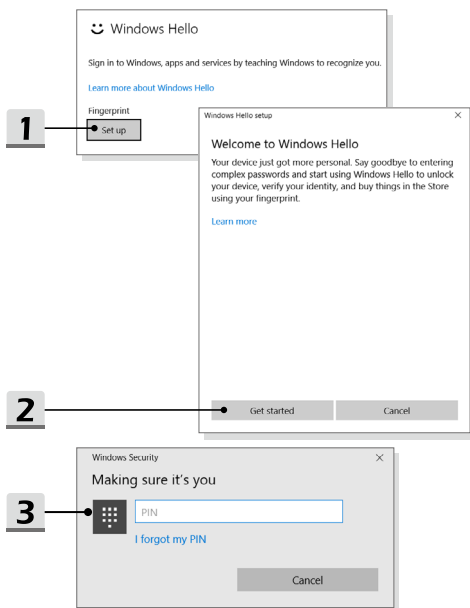 Windows Hello
Sign in to Windows, apps and services by teaching Windows to recognize you.
Learn more about Windows Hello
Fingerprint
1
Set up
Windows Hello setup
Welcome to Windows Hello
Your device just got more personal. Say goodbye to entering
complex passwords and start using Windows Hello to unlock
your device, verify your identity, and buy things in the Store
using your fingerprint.
Learn more
2
Get started
Cancel
Windows Security
Making sure it's you
3
PIN
I forgot my PIN
Cancel